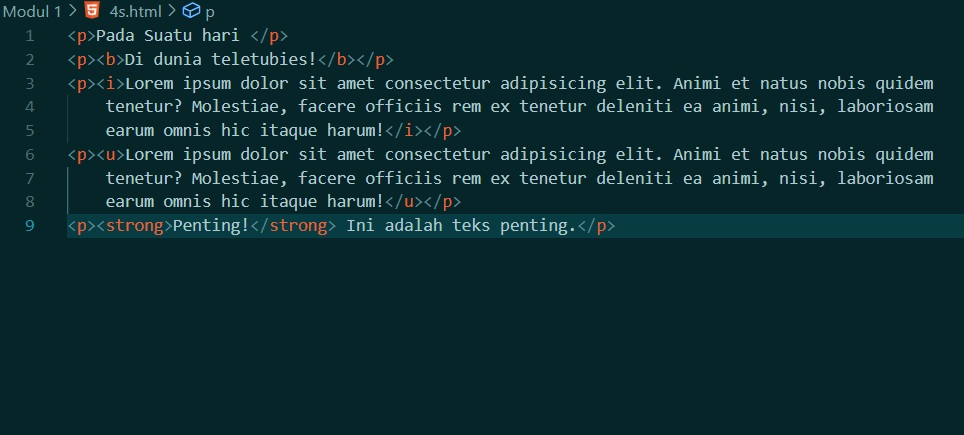 Modul 1 > 4s.html > p
1 <p>Pada Suatu hari </p>
2 <p><b>Di dunia teletubies!</b></p>
3 <p><i>Lorem ipsum dolor sit amet consectetur adipisicing elit. Animi et natus nobis quidem
4 tenetur? Molestiae, facere officiis rem ex tenetur deleniti ea animi, nisi, laboriosam
5 earum omnis hic itaque harum!</i></p>
6 <p><u>Lorem ipsum dolor sit amet consectetur adipisicing elit. Animi et natus nobis quidem
7 tenetur? Molestiae, facere officiis rem ex tenetur deleniti ea animi, nisi, laboriosam
8 earum omnis hic itaque harum!</u></p>
9 <p><strong>Penting!</strong> Ini adalah teks penting.</p>